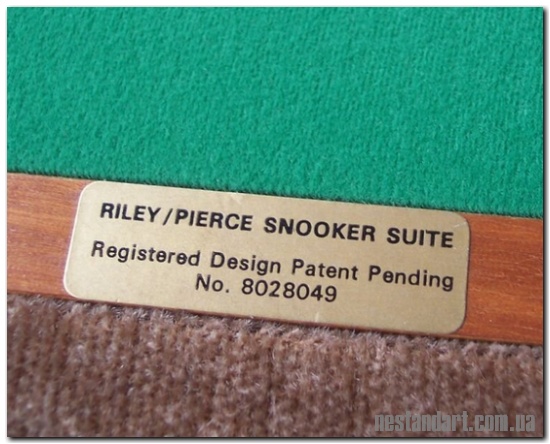 RILEY/PIERCE SNOOKER SUITE
Registered Design Patent Pending
No. 8028049
nestandart.com.ua